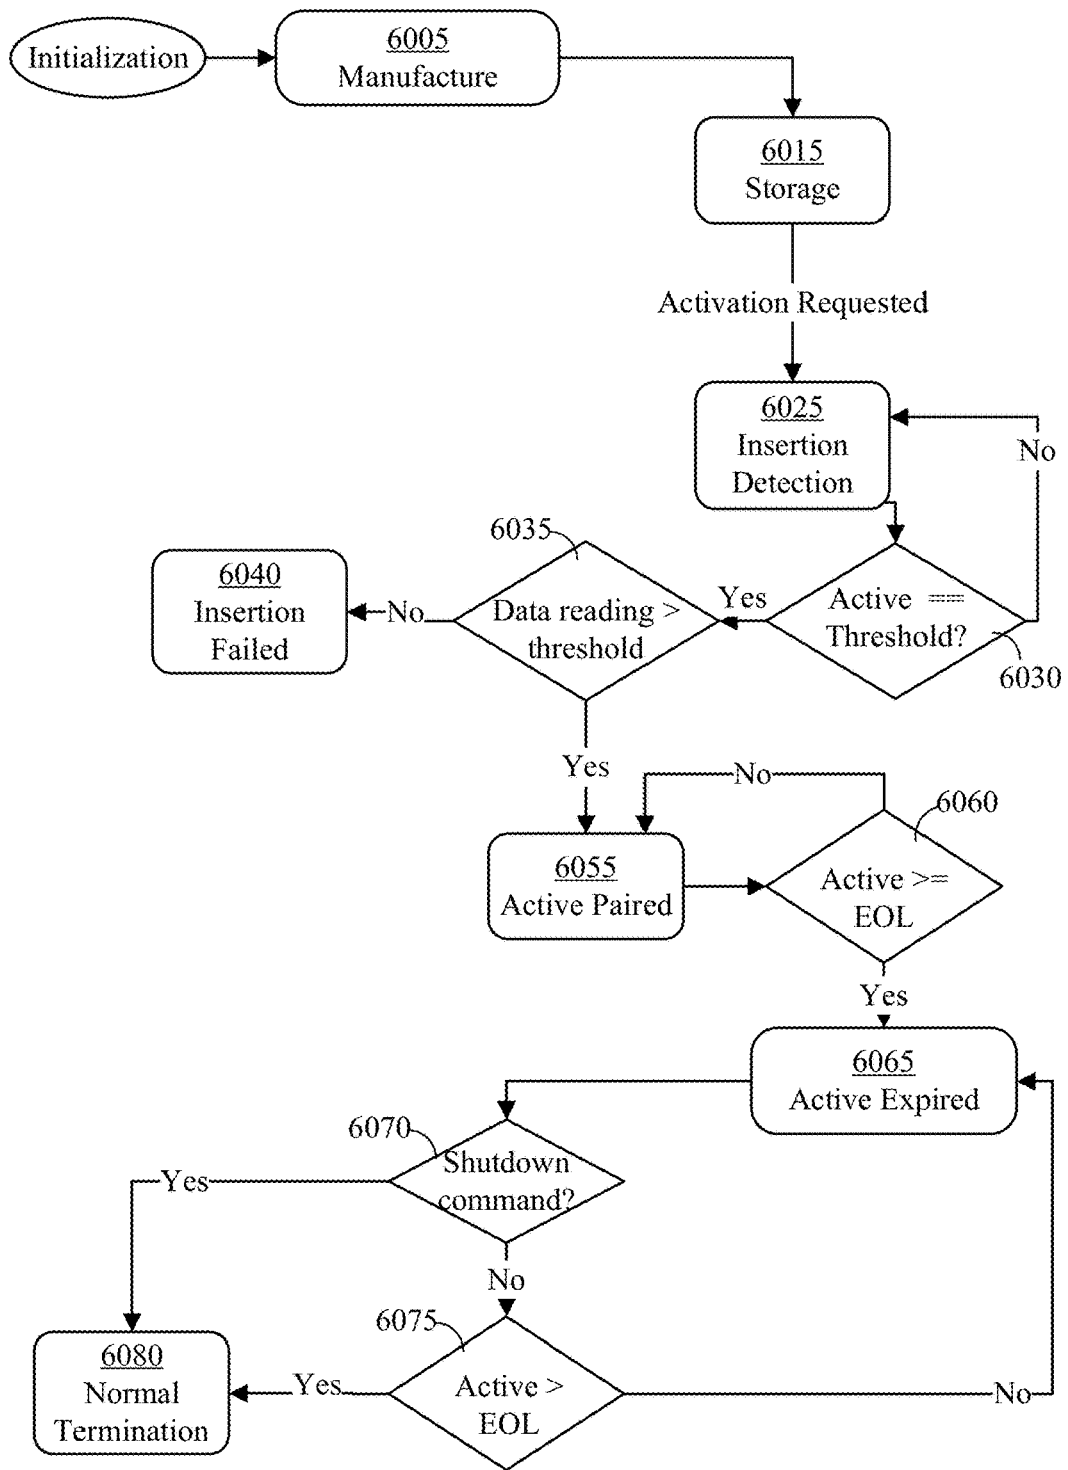 Initialization
6005
Manufacture
6015
Storage
Activation Requested
6025
Insertion
Detection
No
6035
6040
Insertion
Failed
No
Data reading >
threshold
Yes
Active ==
Threshold?
6030
Yes
No
6060
6055
Active Paired
Active >=
EOL
Yes
6065
Active Expired
6070
Shutdown
command?
Yes
No
6075
6080
Normal
Termination
Yes
Active >
EOL
No